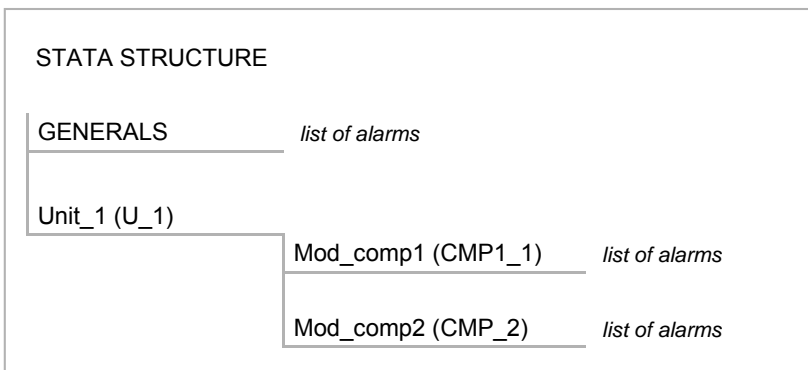 STATA STRUCTURE
GENERALS list of alarms
Unit_1 (U_1)
Mod_comp1 (CMP1_1) list of alarms
Mod_comp2 (CMP_2) list of alarms